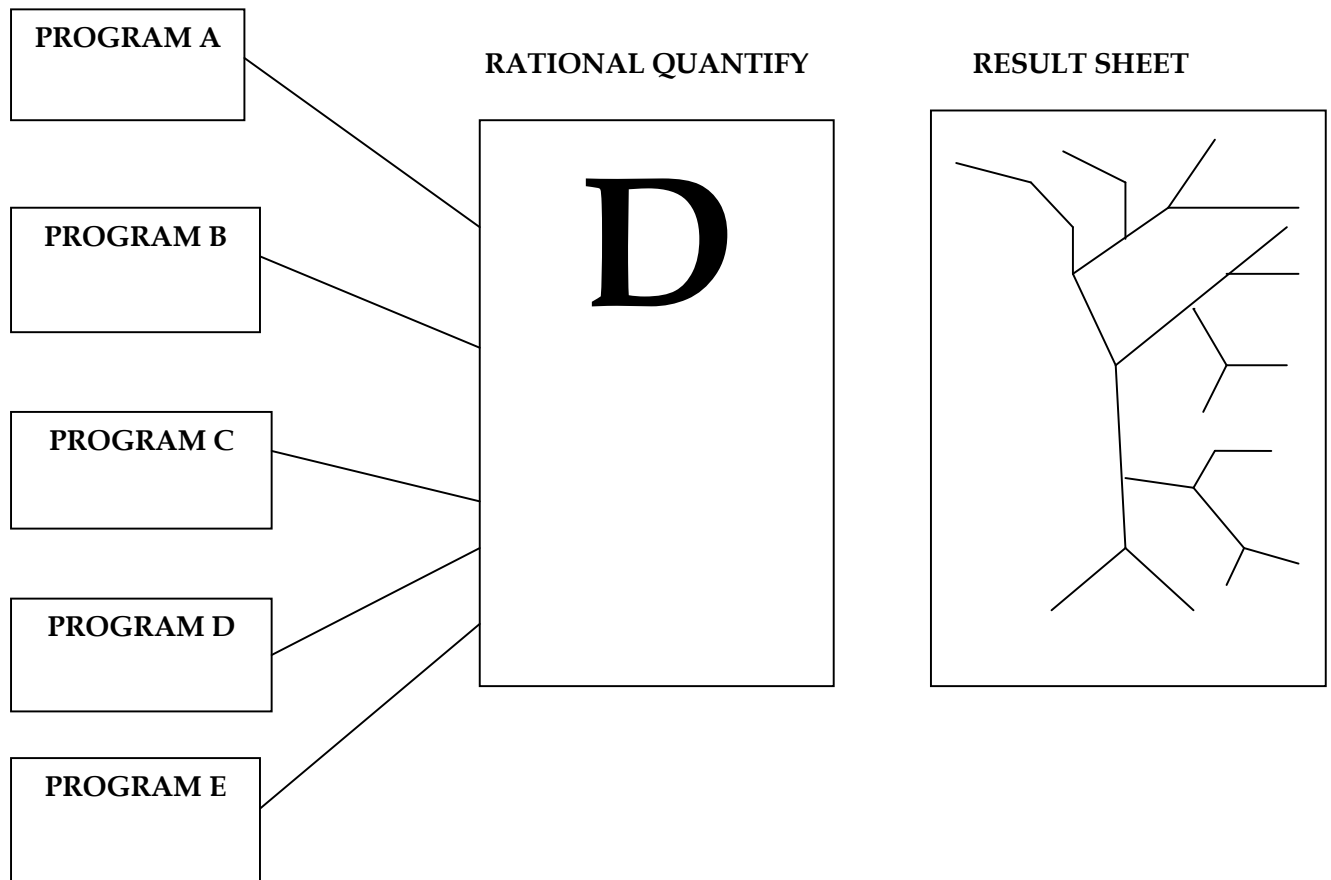 PROGRAM A
RATIONAL QUANTIFY
RESULT SHEET
D
PROGRAM B
PROGRAM C
PROGRAM D
PROGRAM E